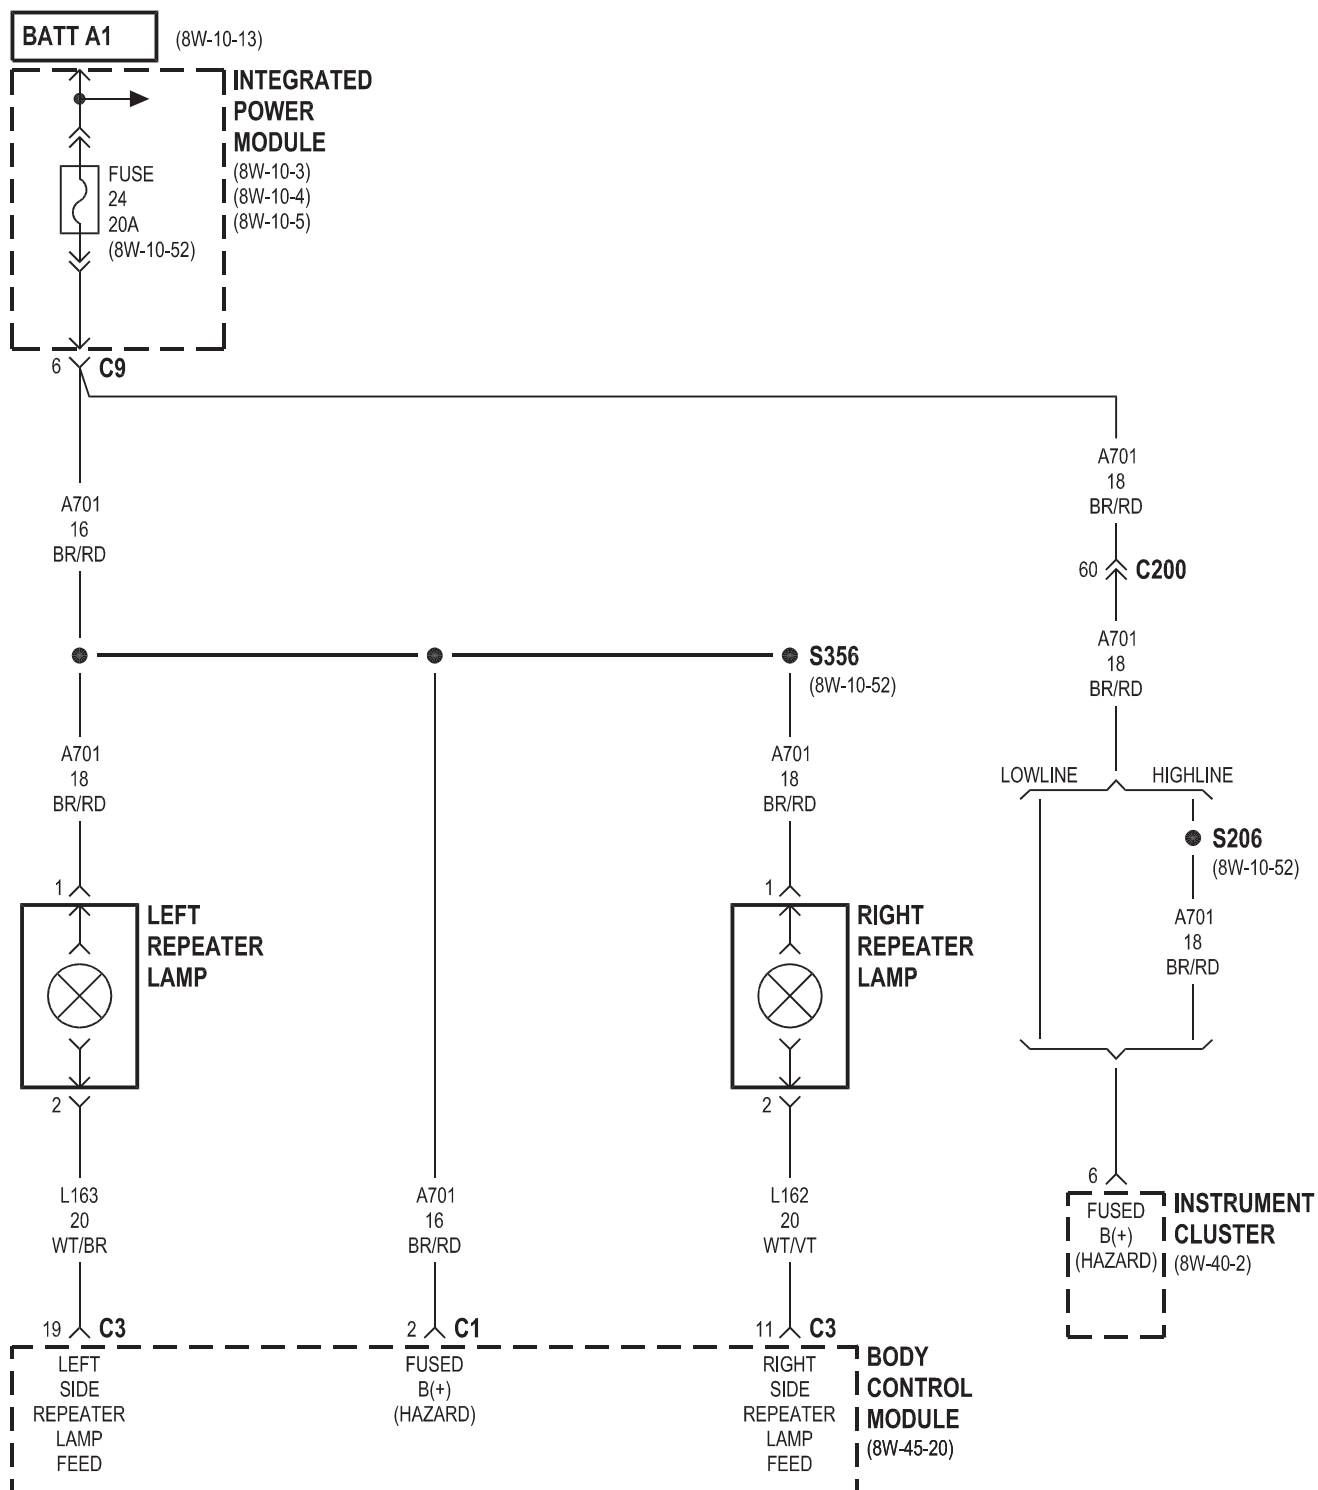 BATT A1
(8W-10-13)
INTEGRATED
POWER
MODULE
(8W-10-3)
(8W-10-4)
(8W-10-5)
FUSE
24
20A
(8W-10-52)
6
C9
A701
16
BR/RD
A701
18
BR/RD
60
C200
A701
18
BR/RD
S356
(8W-10-52)
A701
18
BR/RD
A701
18
BR/RD
LOWLINE
HIGHLINE
S206
(8W-10-52)
A701
18
BR/RD
1
LEFT
REPEATER
LAMP
2
1
RIGHT
REPEATER
LAMP
2
L163
20
WT/BR
A701
16
BR/RD
L162
20
WT/VT
6
FUSED
B(+)
(HAZARD)
INSTRUMENT
CLUSTER
(8W-40-2)
19
C3
2
C1
11
C3
LEFT
SIDE
REPEATER
LAMP
FEED
FUSED
B(+)
(HAZARD)
RIGHT
SIDE
REPEATER
LAMP
FEED
BODY
CONTROL
MODULE
(8W-45-20)